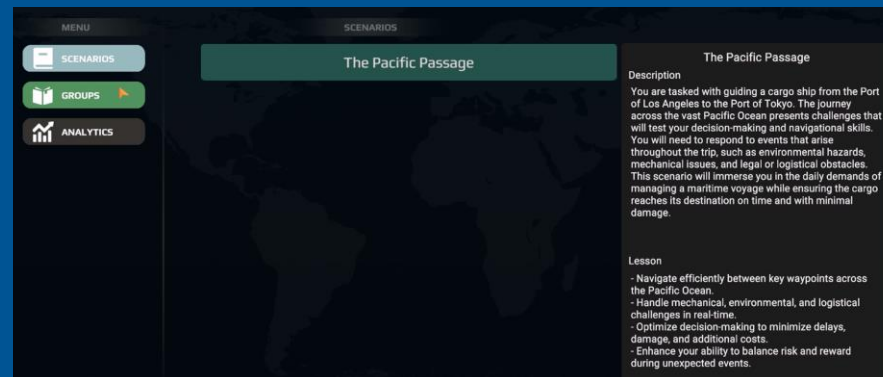 MENU
SCENARIOS
GROUPS
ANALYTICS
SCENARIOS
The Pacific Passage
The Pacific Passage
Description
You are tasked with guiding a cargo ship from the Port
of Los Angeles to the Port of Tokyo. The journey
across the vast Pacific Ocean presents challenges that
will test your decision-making and navigational skills.
You will need to respond to events that arise
throughout the trip, such as environmental hazards,
mechanical issues, and legal or logistical obstacles.
This scenario will immerse you in the daily demands of
managing a maritime voyage while ensuring the cargo
reaches its destination on time and with minimal
damage.
Lesson
- Navigate efficiently between key waypoints across
the Pacific Ocean.
- Handle mechanical, environmental, and logistical
challenges in real-time.
- Optimize decision-making to minimize delays,
damage, and additional costs.
- Enhance your ability to balance risk and reward
during unexpected events.